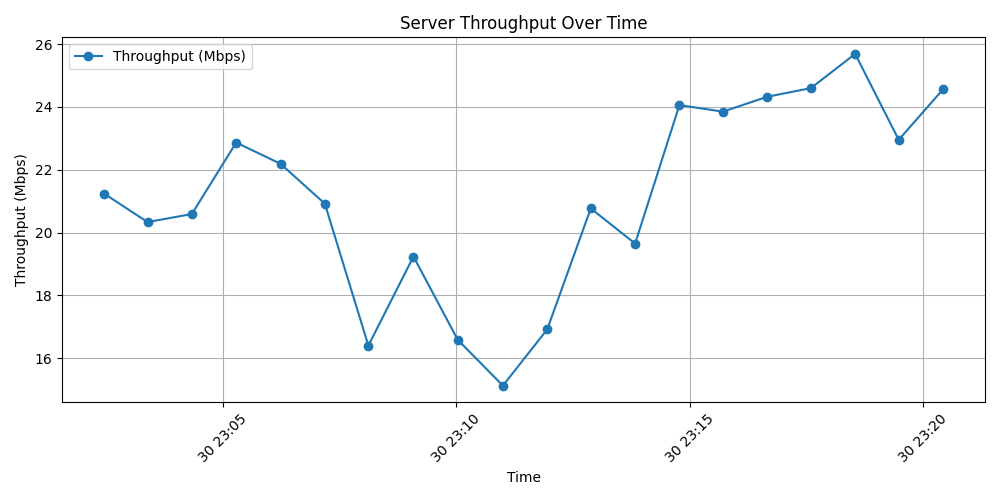 Server Throughput Over Time
Throughput (Mbps)
Throughput (Mbps)
26
24
22
20
18
16
30 23:05
30 23:10
30 23:15
30 23:20
Time